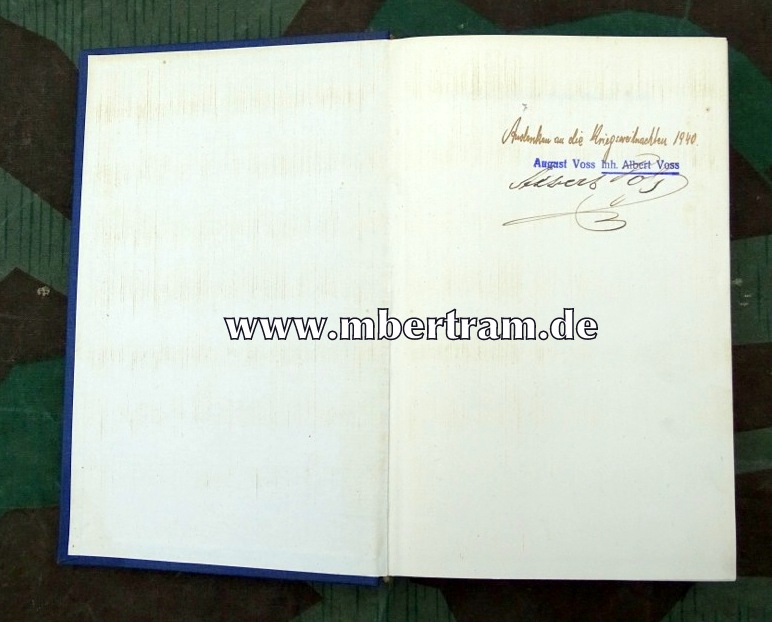 Andenken an die Kriegsweihnachten 1940.
August Voss Inh. Albert Voss
Albert Voss
www.mbertram.de